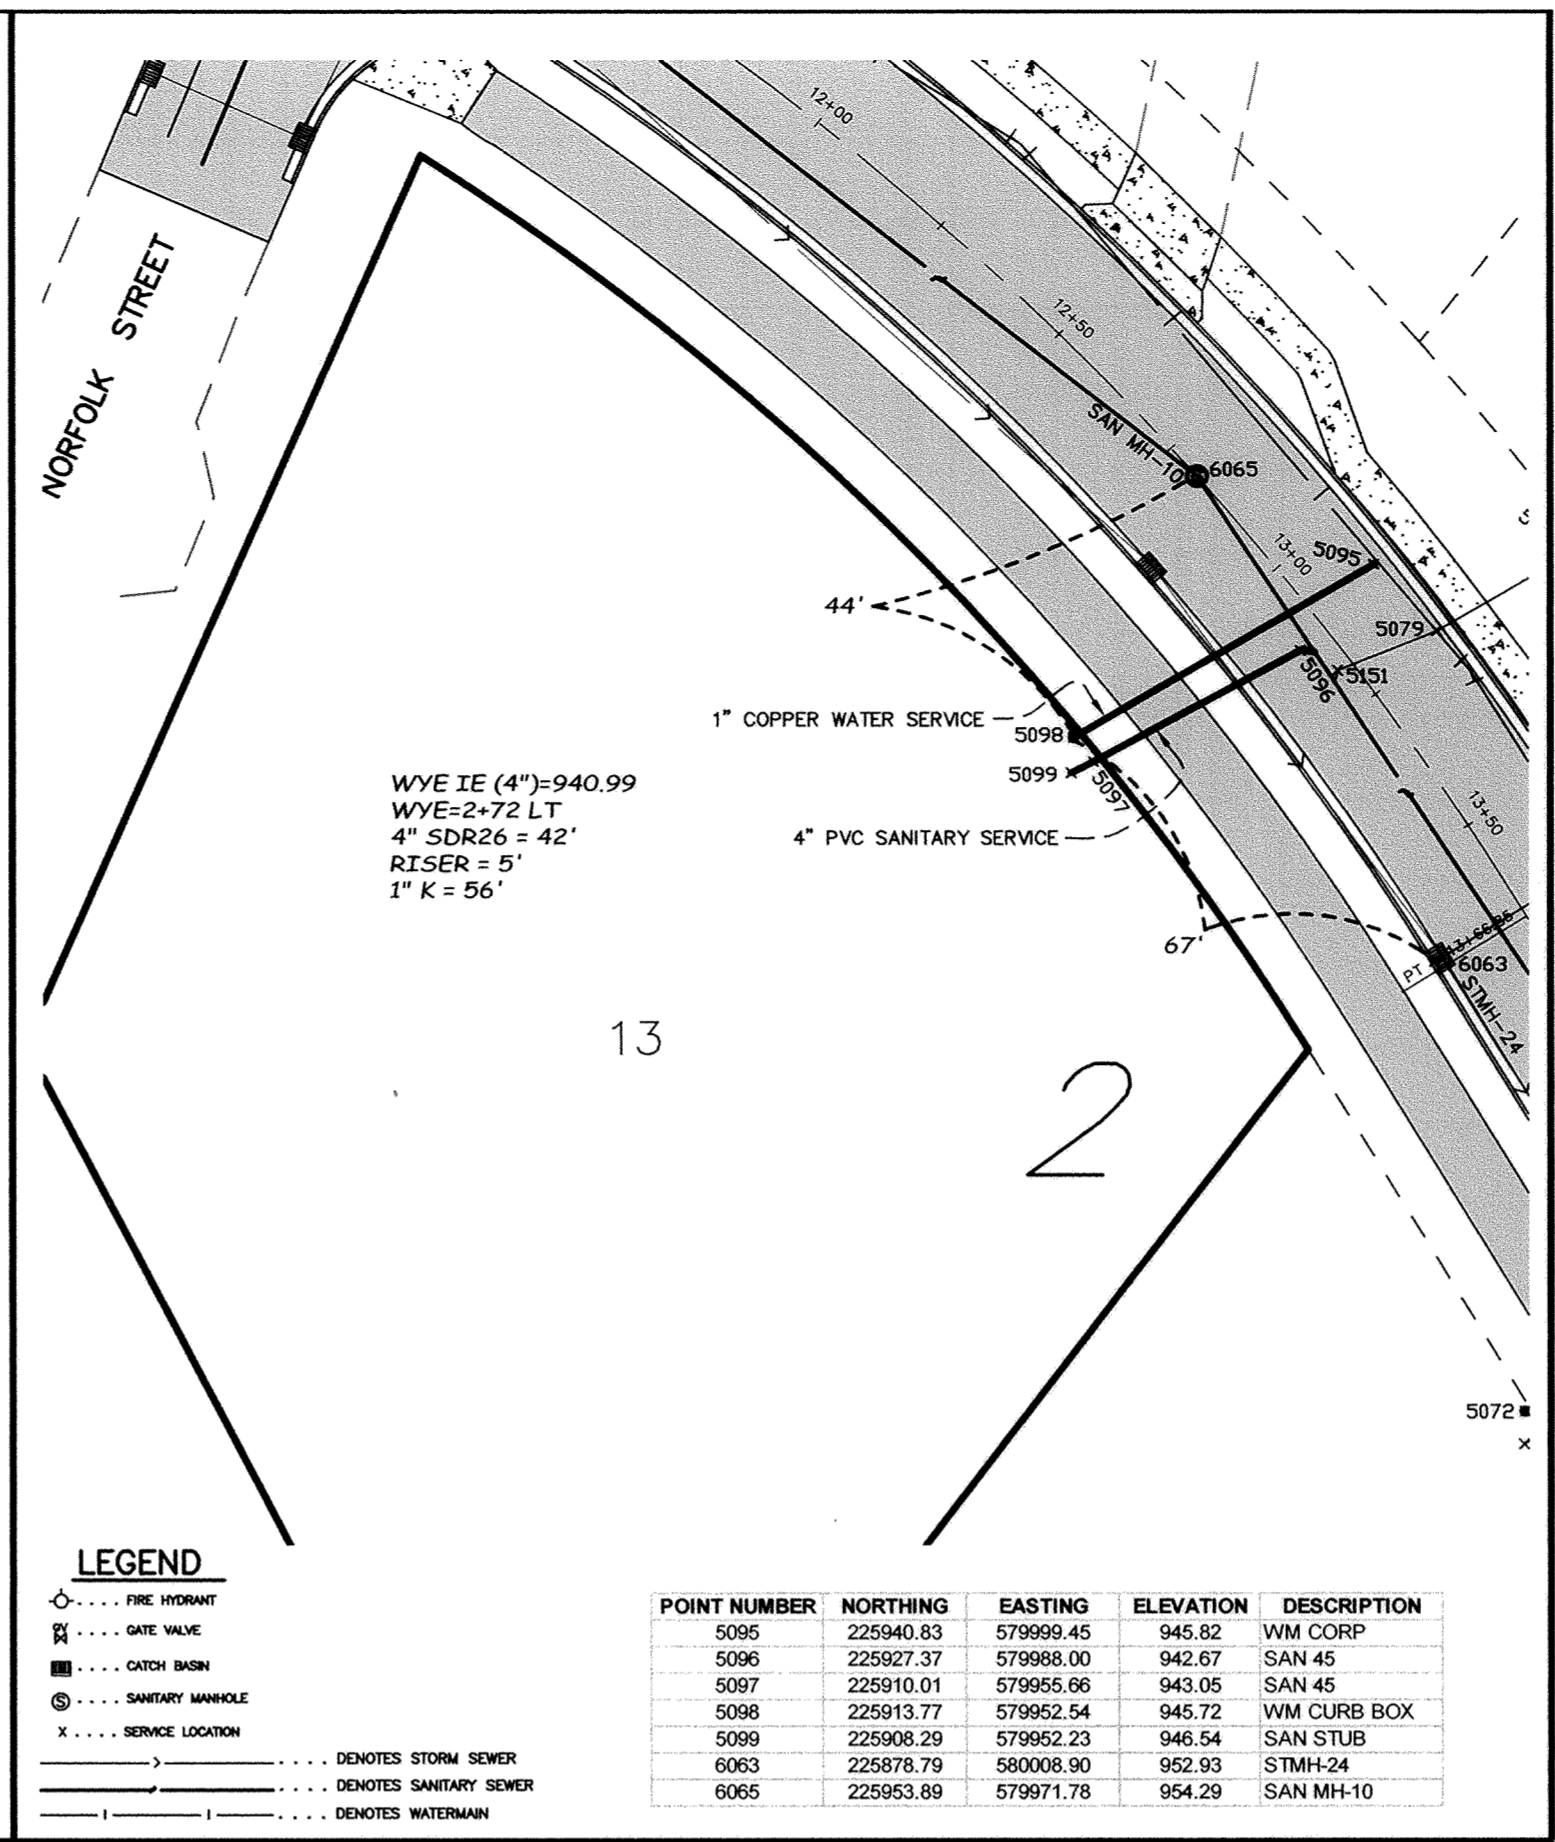 12+00
12+50
NORFOLK STREET
SAN MH-10
6065
13+00
5095
44'
5079
5151
5096
1" COPPER WATER SERVICE
5098
5099
5097
WYE IE (4")=940.99
WYE=2+72 LT
4" SDR26 = 42'
RISER = 5'
1" K = 56'
4" PVC SANITARY SERVICE
13+50
67'
PT 13+66.86
6063
STMH-24
13
2
5072
LEGEND
.... FIRE HYDRANT
GV .... GATE VALVE
.... CATCH BASIN
S .... SANITARY MANHOLE
X .... SERVICE LOCATION
.... DENOTES STORM SEWER
.... DENOTES SANITARY SEWER
.... DENOTES WATERMAIN
POINT NUMBER NORTHING EASTING ELEVATION DESCRIPTION
5095 225940.83 579999.45 945.82 WM CORP
5096 225927.37 579988.00 942.67 SAN 45
5097 225910.01 579955.66 943.05 SAN 45
5098 225913.77 579952.54 945.72 WM CURB BOX
5099 225908.29 579952.23 946.54 SAN STUB
6063 225878.79 580008.90 952.93 STMH-24
6065 225953.89 579971.78 954.29 SAN MH-10